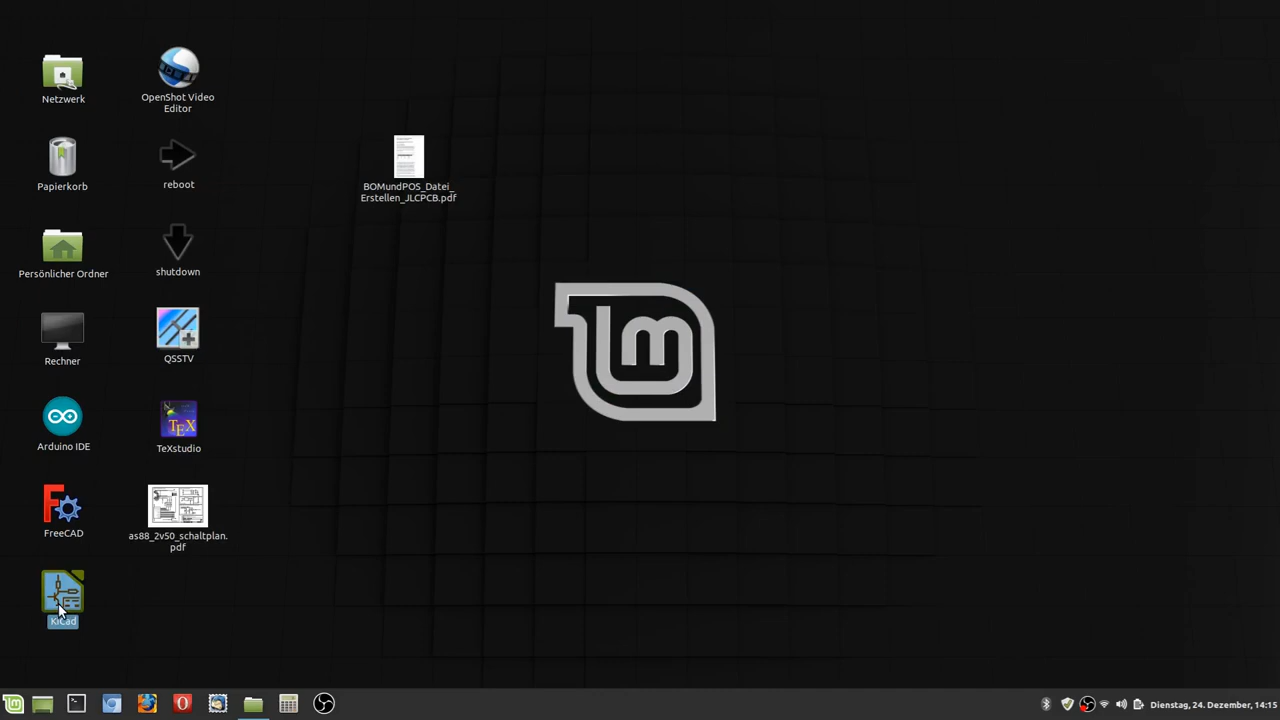 Netzwerk
OpenShot Video
Editor
Papierkorb
reboot
BOMundPOS_Datei_
Erstellen_JLCPCB.pdf
Persönlicher Ordner
shutdown
Rechner
QSSTV
Arduino IDE
TEX
TeXstudio
FreeCAD
as88_2v50_schaltplan.
pdf
KiCad
Dienstag, 24. Dezember, 14:15